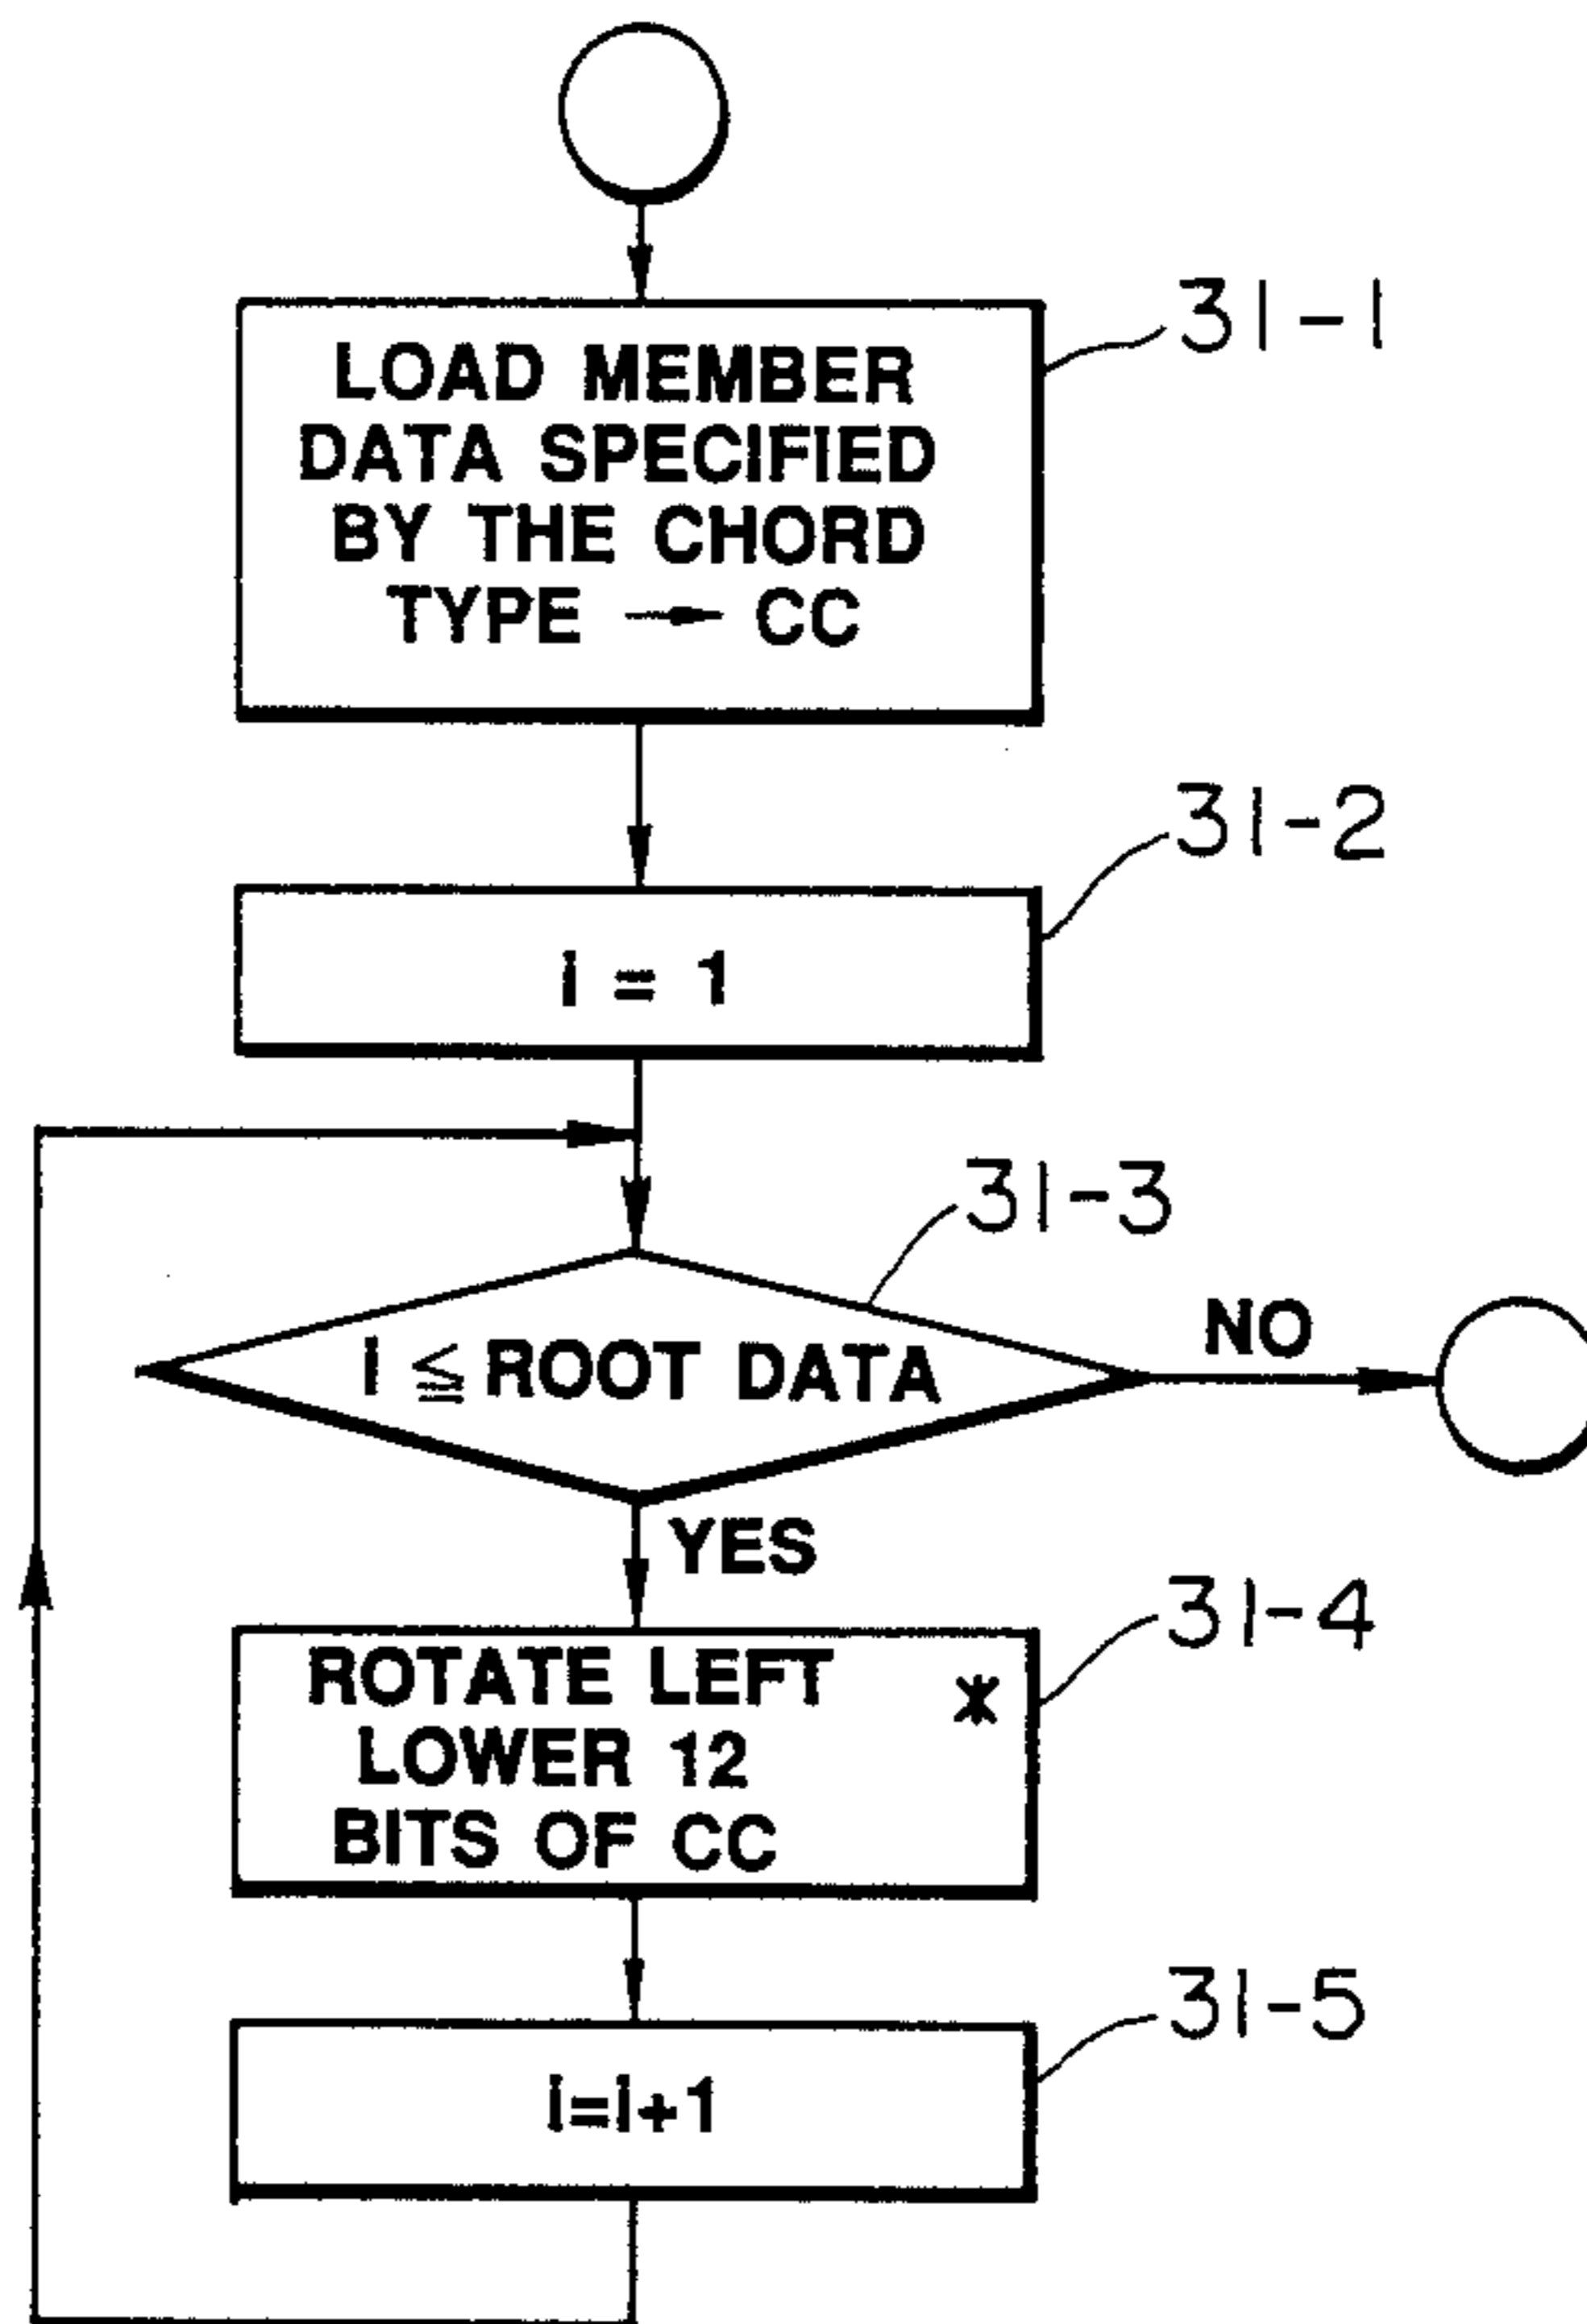 31-1
LOAD MEMBER
DATA SPECIFIED
BY THE CHORD
TYPE → CC
31-2
i = 1
31-3
i ≦ ROOT DATA
NO
YES
31-4
ROTATE LEFT *
LOWER 12
BITS OF CC
31-5
i=i+1